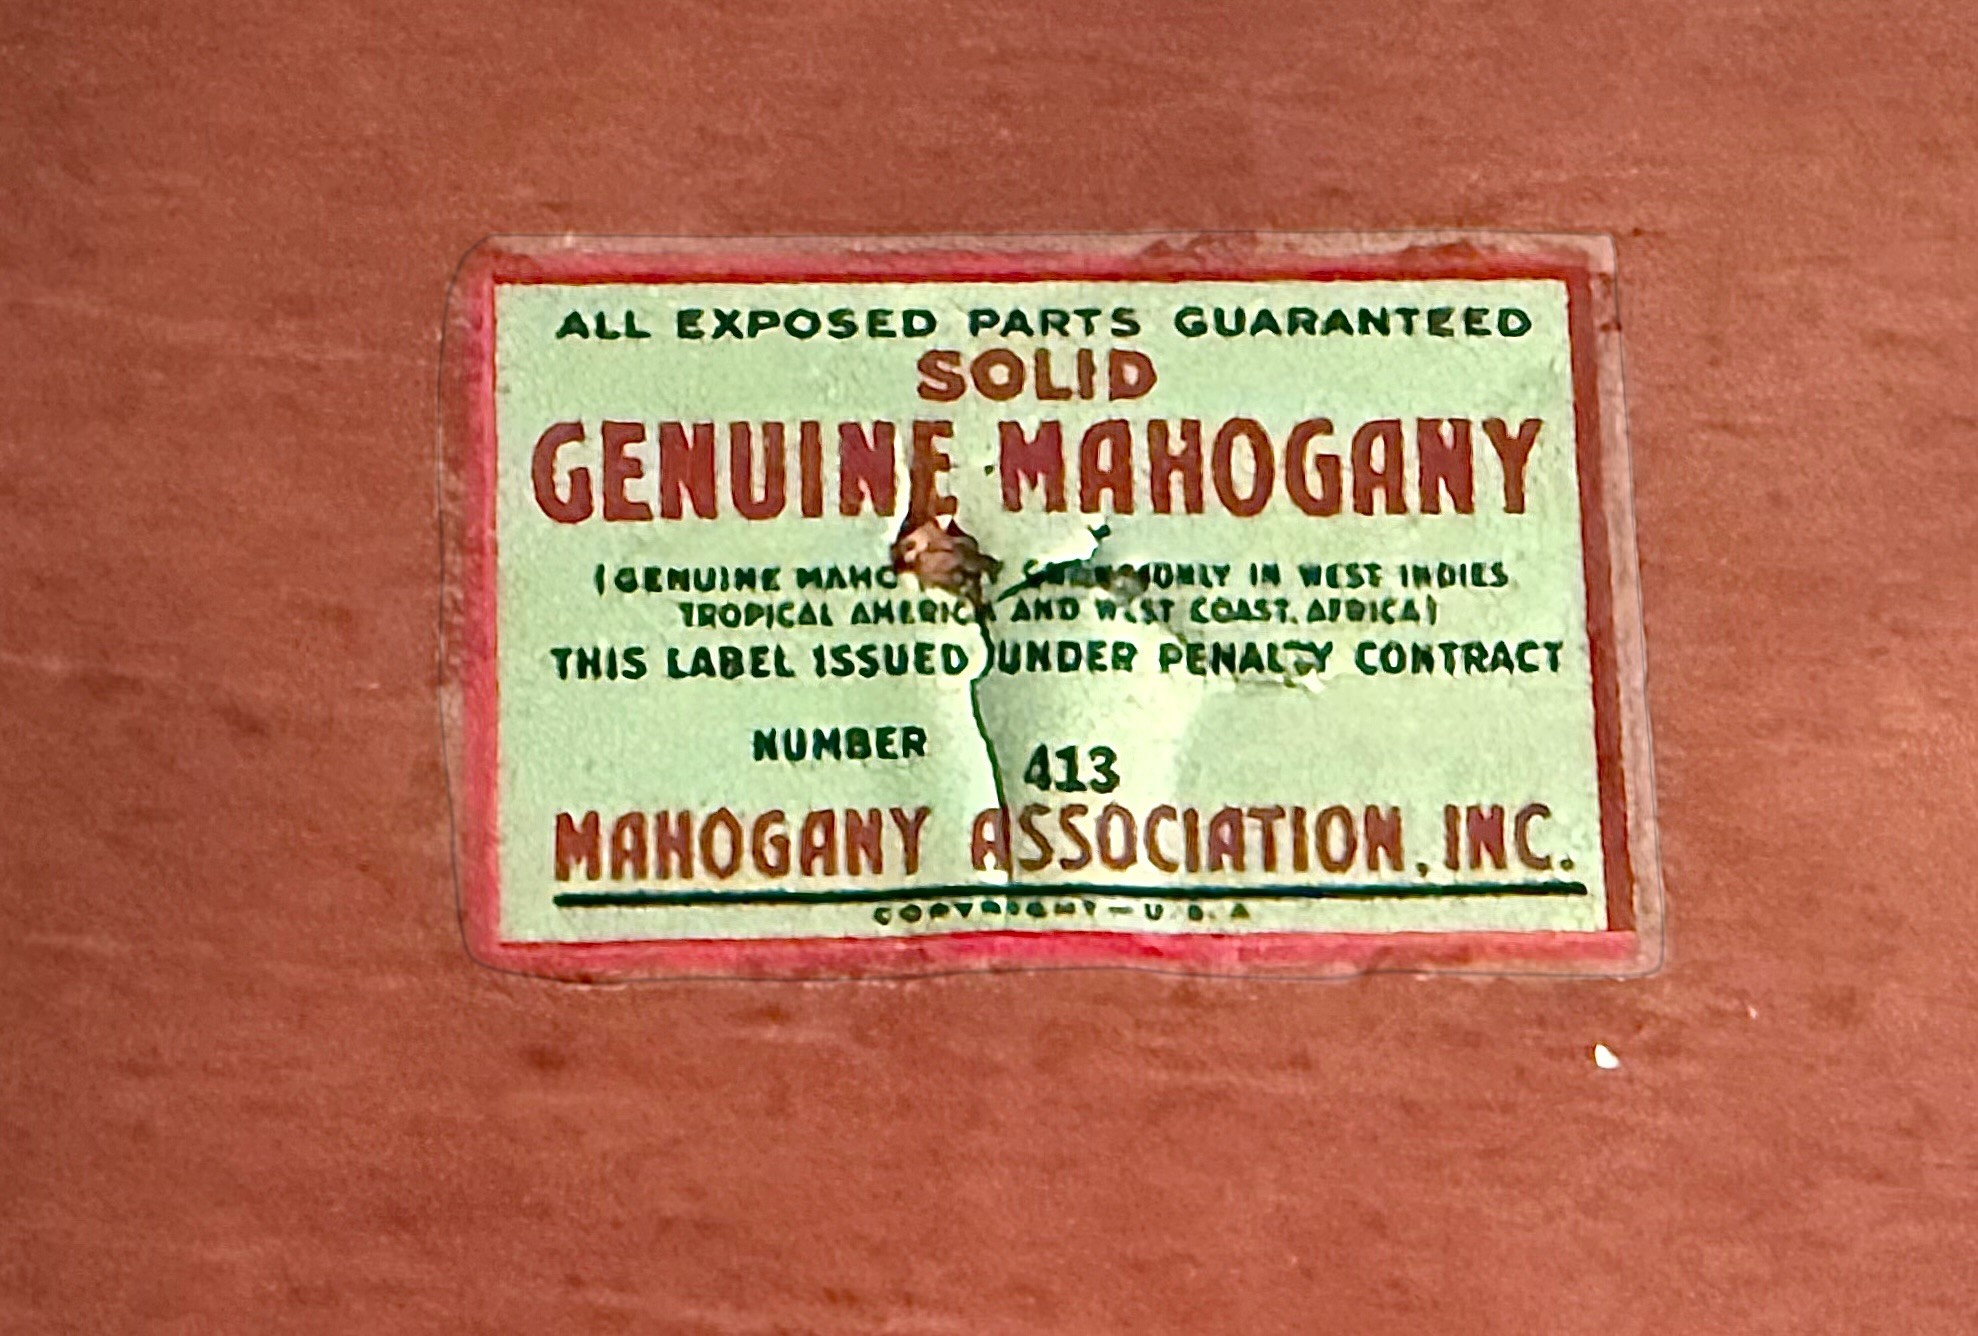 ALL EXPOSED PARTS GUARANTEED
SOLID
GENUINE MAHOGANY
(GENUINE ONLY IN WEST INDIES
TROPICAL AMERICA AND WEST COAST. AFRICA)
THIS LABEL ISSUED UNDER PENALTY CONTRACT
NUMBER 413
MAHOGANY ASSOCIATION, INC.
COPYRIGHT - U.S.A